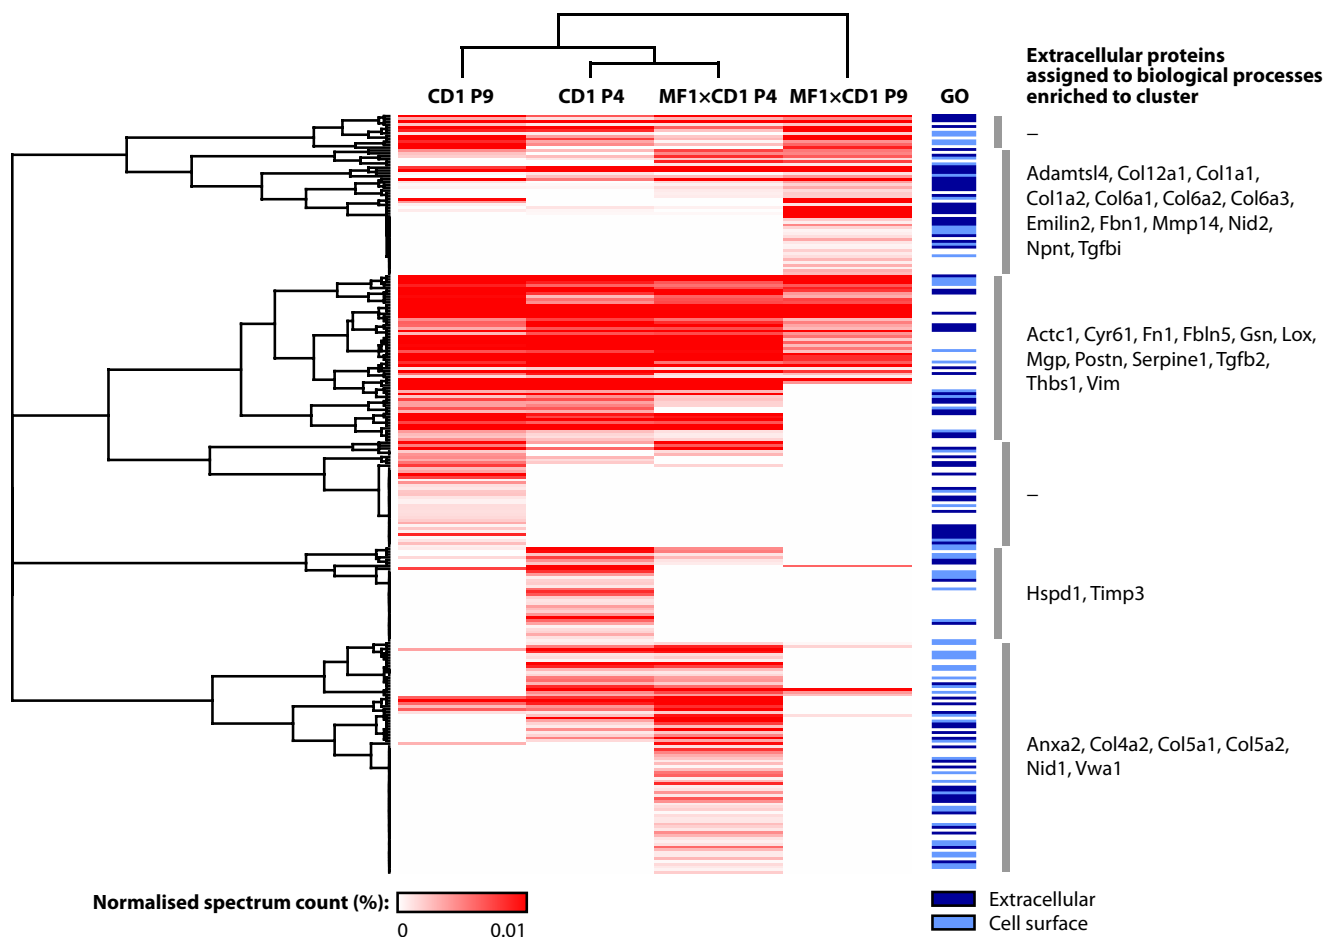 Extracellular proteins
assigned to biological processes
enriched to cluster
CD1 P9 CD1 P4 MF1×CD1 P4 MF1×CD1 P9 GO
–
Adamtsl4, Col12a1, Col1a1,
Col1a2, Col6a1, Col6a2, Col6a3,
Emilin2, Fbn1, Mmp14, Nid2,
Npnt, Tgfbi
Actc1, Cyr61, Fn1, Fbln5, Gsn, Lox,
Mgp, Postn, Serpine1, Tgfb2,
Thbs1, Vim
–
Hspd1, Timp3
Anxa2, Col4a2, Col5a1, Col5a2,
Nid1, Vwa1
Normalised spectrum count (%):
0 0.01
Extracellular
Cell surface